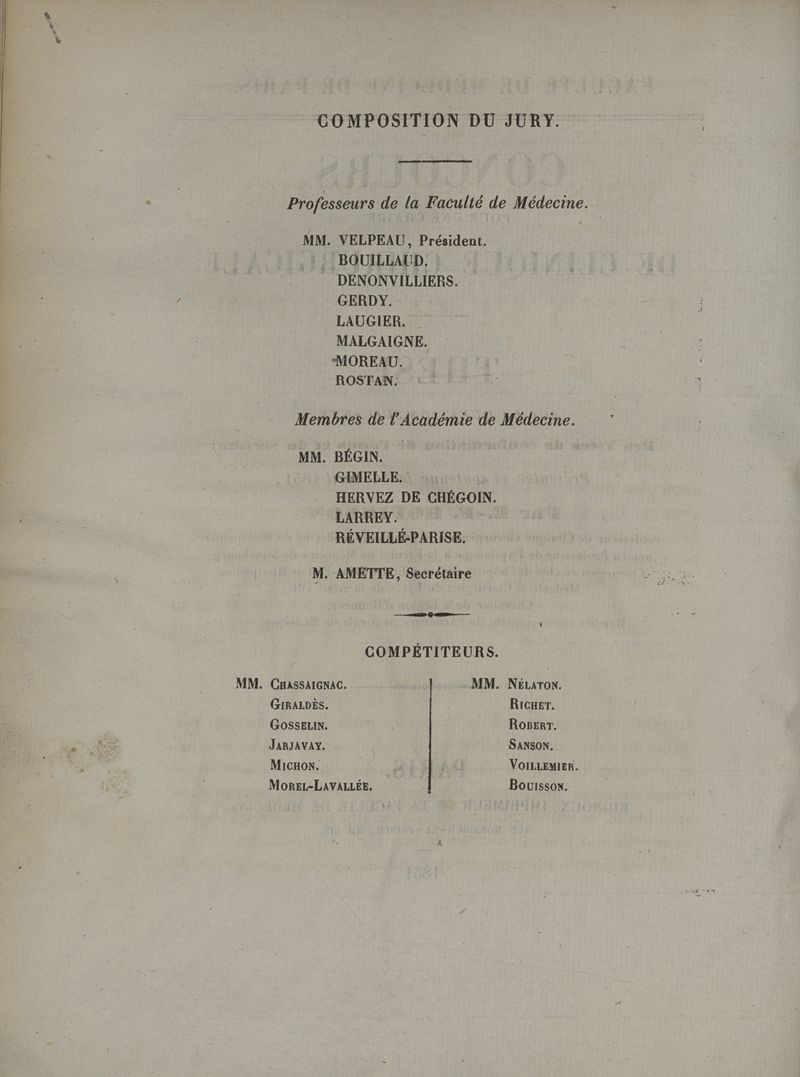 COMPOSITION DU JURY.
Professeurs de la Faculté de Médecine.
MM. VELPEAU, Président.
BOUILLAUD.
DENONVILLIERS.
GERDY.
LAUGIER.
MALGAIGNE.
MOREAU.
ROSTAN.
Membres de l'Académie de Médecine.
MM. BÉGIN.
GIMELLE.
HERVEZ DE CHÉGOIN.
LARREY.
RÉVEILLÉ-PARISE.
M. AMETTE, Secrétaire
COMPÉTITEURS.
MM. CHASSAIGNAC.
GIRALDÈS.
GOSSELIN.
JARJAVAY.
MICHON.
MOREL-LAVALLÉE.
MM. NÉLATON.
RICHET.
ROBERT.
SANSON.
VOILLEMIER.
BOUISSON.